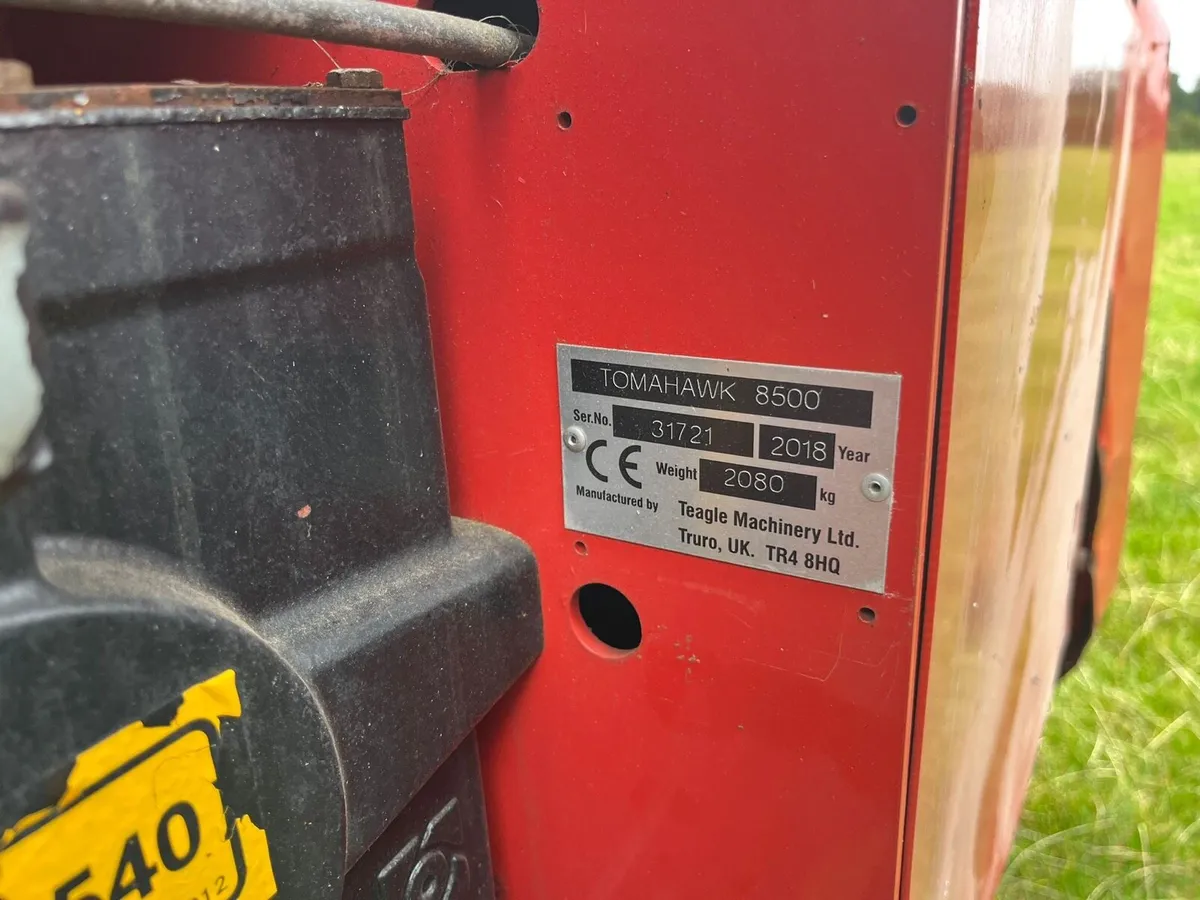 TOMAHAWK 8500
Ser.No. 31721 2018 Year
CE Weight 2080 kg
Manufactured by Teagle Machinery Ltd.
Truro, UK. TR4 8HQ
540